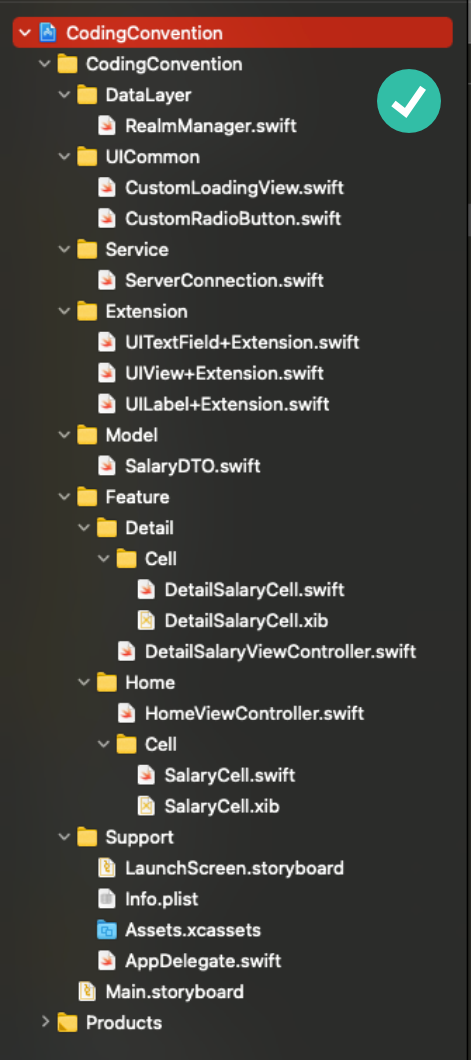 CodingConvention
CodingConvention
DataLayer
RealmManager.swift
UICommon
CustomLoadingView.swift
CustomRadioButton.swift
Service
ServerConnection.swift
Extension
UITextField+Extension.swift
UIView+Extension.swift
UILabel+Extension.swift
Model
SalaryDTO.swift
Feature
Detail
Cell
DetailSalaryCell.swift
DetailSalaryCell.xib
DetailSalaryViewController.swift
Home
HomeViewController.swift
Cell
SalaryCell.swift
SalaryCell.xib
Support
LaunchScreen.storyboard
Info.plist
Assets.xcassets
AppDelegate.swift
Main.storyboard
Products